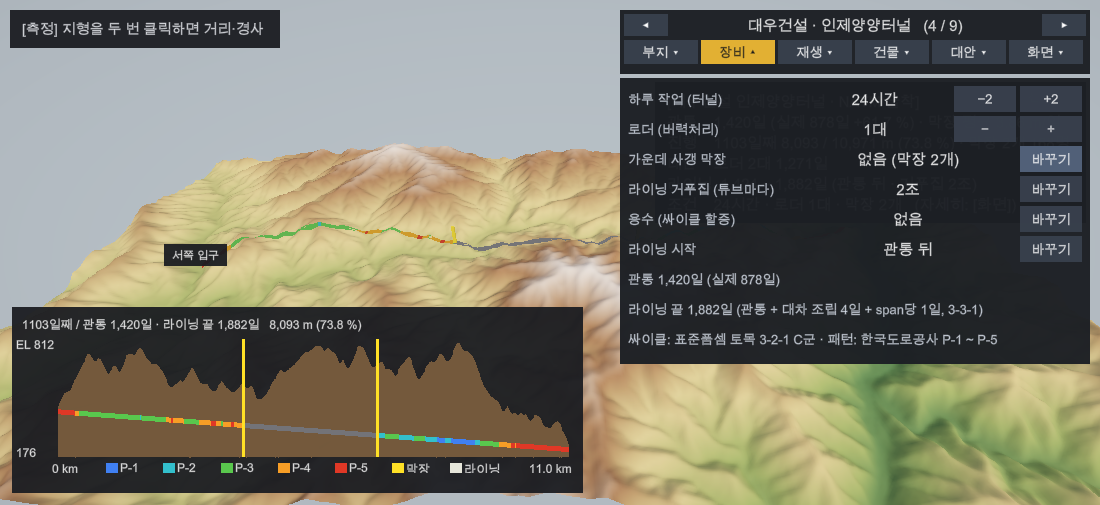 [측정] 지형을 두 번 클릭하면 거리·경사
◂ 대우건설 · 인제양양터널 (4 / 9) ▸
부지 ▾ 장비 ▴ 재생 ▾ 건물 ▾ 대안 ▾ 화면 ▾
하루 작업 (터널) 24시간 −2 +2
로더 (버력처리) 1대 − +
가운데 사갱 막장 없음 (막장 2개) 바꾸기
라이닝 거푸집 (튜브마다) 2조 바꾸기
용수 (싸이클 할증) 없음 바꾸기
라이닝 시작 관통 뒤 바꾸기
관통 1,420일 (실제 878일)
라이닝 끝 1,882일 (관통 + 대차 조립 4일 + span당 1일, 3-3-1)
싸이클: 표준품셈 토목 3-2-1 C군 · 패턴: 한국도로공사 P-1 ~ P-5
서쪽 입구
1103일째 / 관통 1,420일 · 라이닝 끝 1,882일 8,093 m (73.8 %)
EL 812
176
0 km P-1 P-2 P-3 P-4 P-5 막장 라이닝 11.0 km